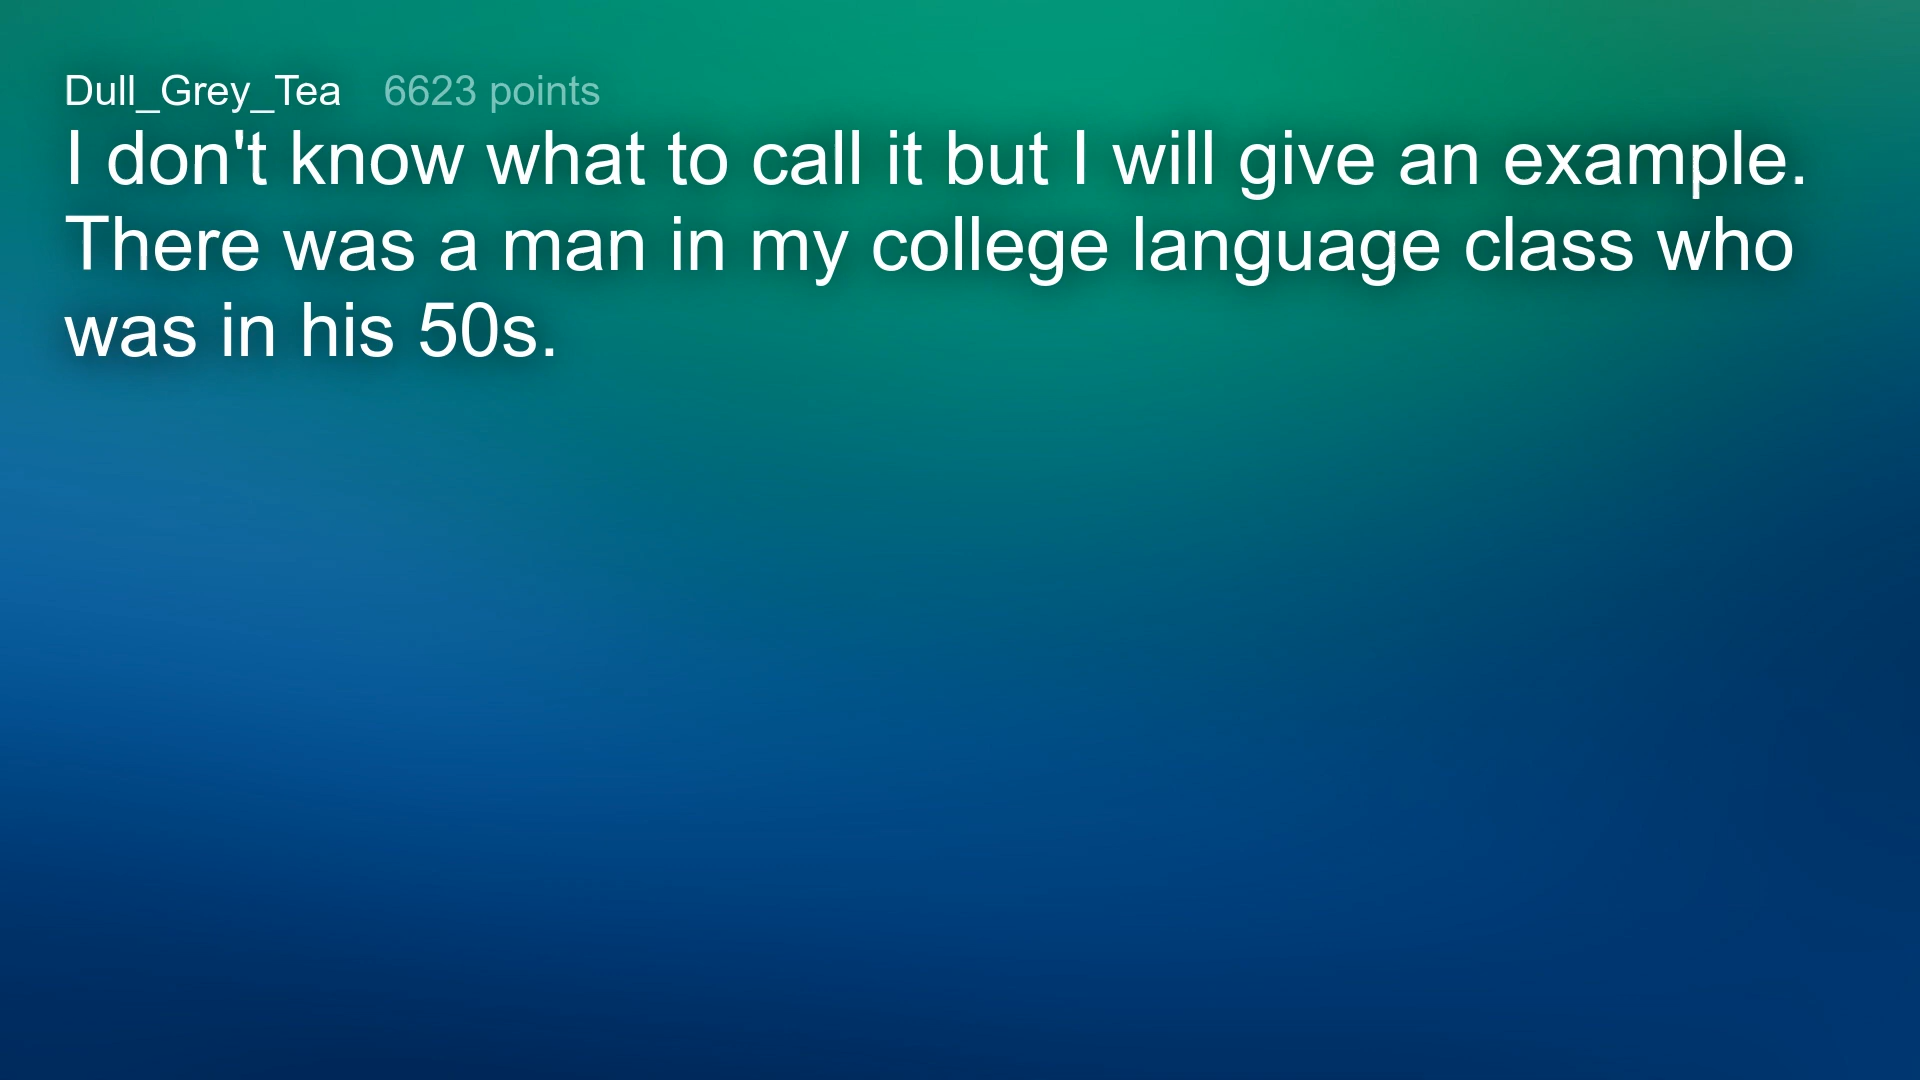 Dull_Grey_Tea 6623 points
I don't know what to call it but I will give an example.
There was a man in my college language class who
was in his 50s.